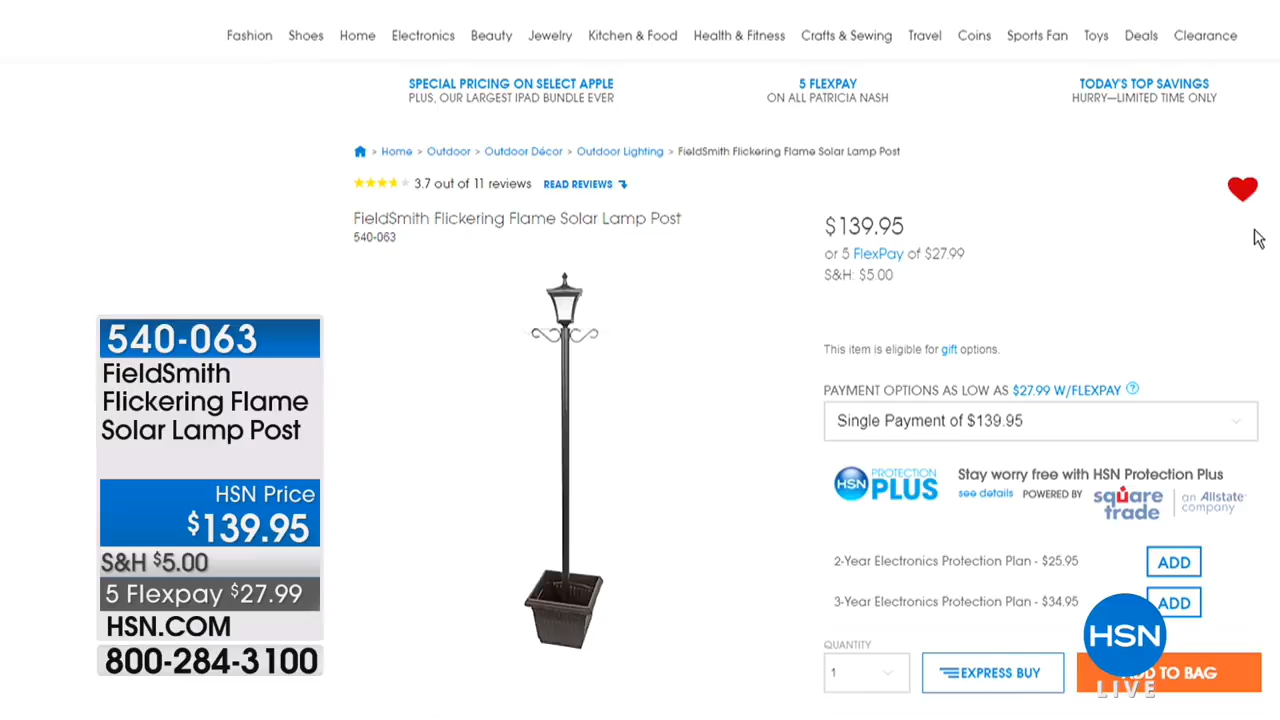 Fashion Shoes Home Electronics Beauty Jewelry Kitchen & Food Health & Fitness Crafts & Sewing Travel Coins Sports Fan Toys Deals Clearance
SPECIAL PRICING ON SELECT APPLE
PLUS, OUR LARGEST IPAD BUNDLE EVER
5 FLEXPAY
ON ALL PATRICIA NASH
TODAY'S TOP SAVINGS
HURRY—LIMITED TIME ONLY
> Home > Outdoor > Outdoor Décor > Outdoor Lighting > FieldSmith Flickering Flame Solar Lamp Post
3.7 out of 11 reviews READ REVIEWS
FieldSmith Flickering Flame Solar Lamp Post
540-063
$139.95
or 5 FlexPay of $27.99
S&H: $5.00
This item is eligible for gift options.
PAYMENT OPTIONS AS LOW AS $27.99 W/FLEXPAY ?
Single Payment of $139.95
HSN PROTECTION PLUS
Stay worry free with HSN Protection Plus
see details POWERED BY square trade | an Allstate company
2-Year Electronics Protection Plan - $25.95 ADD
3-Year Electronics Protection Plan - $34.95 ADD
QUANTITY
1
EXPRESS BUY
DD TO BAG
HSN
LIVE
540-063
FieldSmith
Flickering Flame
Solar Lamp Post
HSN Price
$139.95
S&H $5.00
5 Flexpay $27.99
HSN.COM
800-284-3100